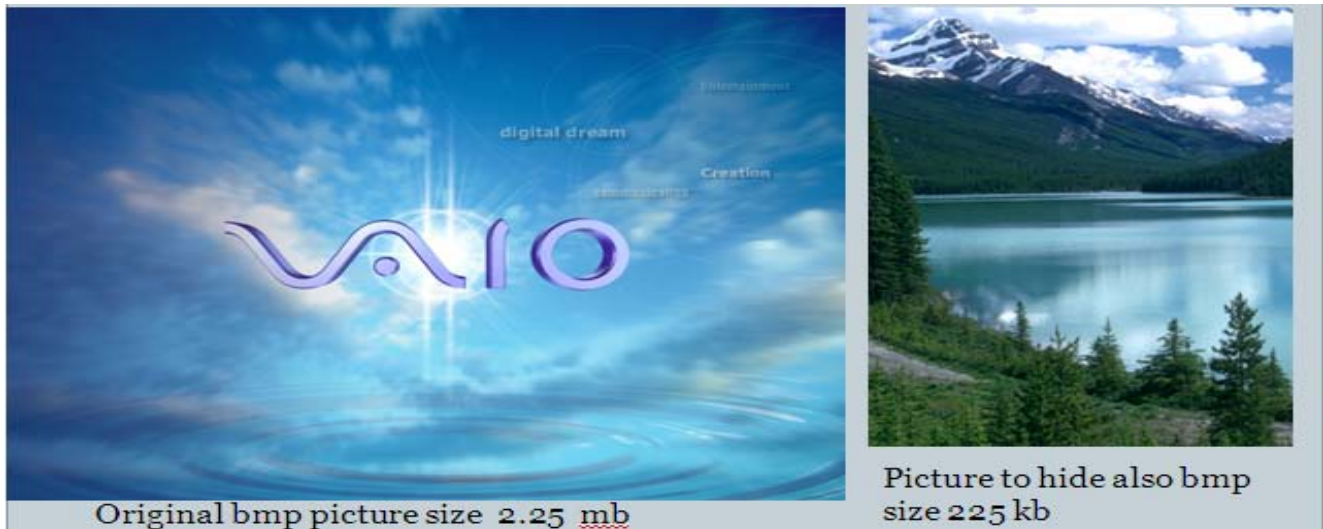 Entertainment
digital dream
Creation
VAIO
Original bmp picture size 2.25 mb
Picture to hide also bmp
size 225 kb